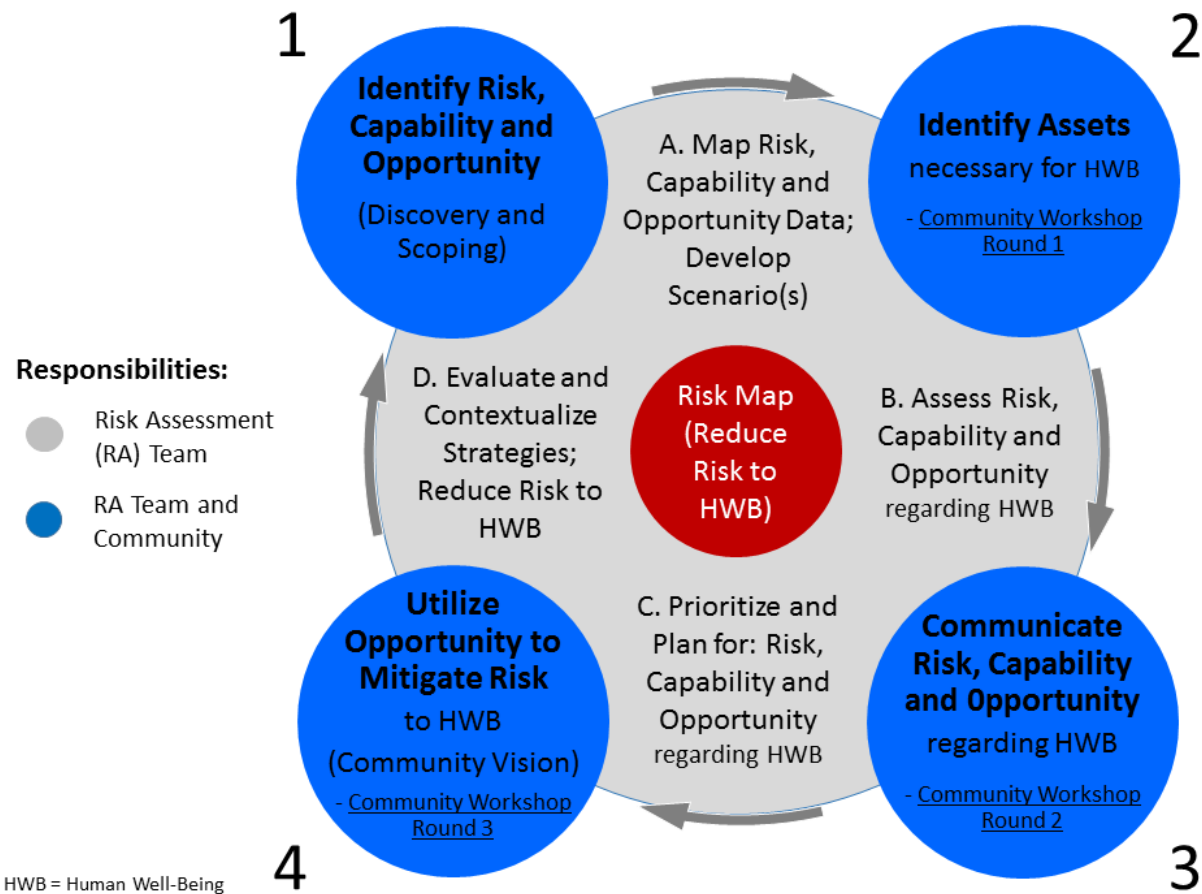 1
Identify Risk,
Capability and
Opportunity
(Discovery and
Scoping)
A. Map Risk,
Capability and
Opportunity Data;
Develop
Scenario(s)
2
Identify Assets
necessary for HWB
- Community Workshop
Round 1
Responsibilities:
Risk Assessment
(RA) Team
RA Team and
Community
D. Evaluate and
Contextualize
Strategies;
Reduce Risk to
HWB
Risk Map
(Reduce
Risk to
HWB)
B. Assess Risk,
Capability and
Opportunity
regarding HWB
Utilize
Opportunity to
Mitigate Risk
to HWB
(Community Vision)
- Community Workshop
Round 3
4
C. Prioritize and
Plan for: Risk,
Capability and
Opportunity
regarding HWB
Communicate
Risk, Capability
and 0pportunity
regarding HWB
- Community Workshop
Round 2
3
HWB = Human Well-Being